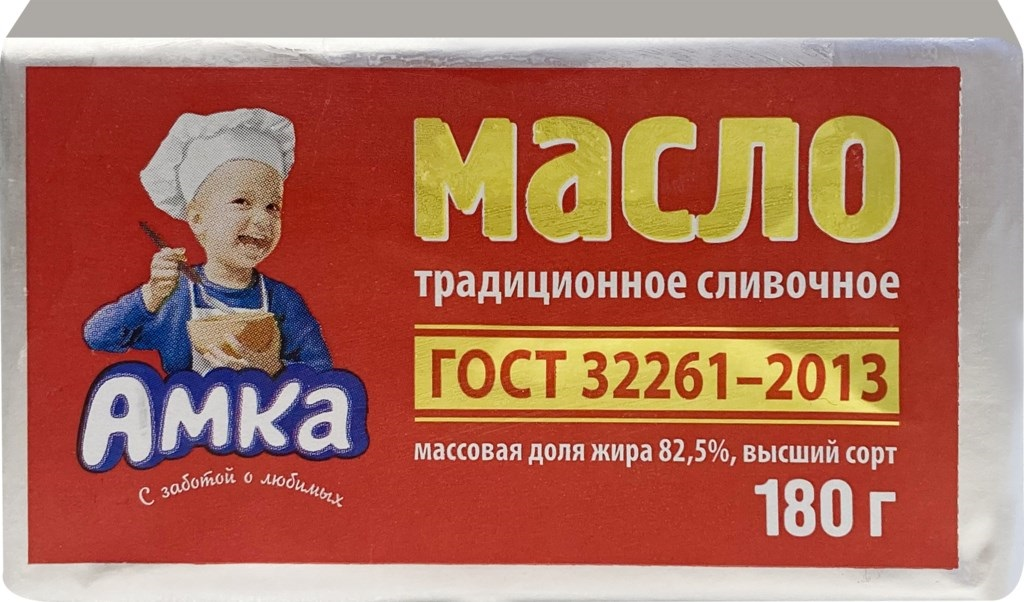 масло
традиционное сливочное
ГОСТ 32261–2013
массовая доля жира 82,5%, высший сорт
180 г
Амка
С заботой о любимых